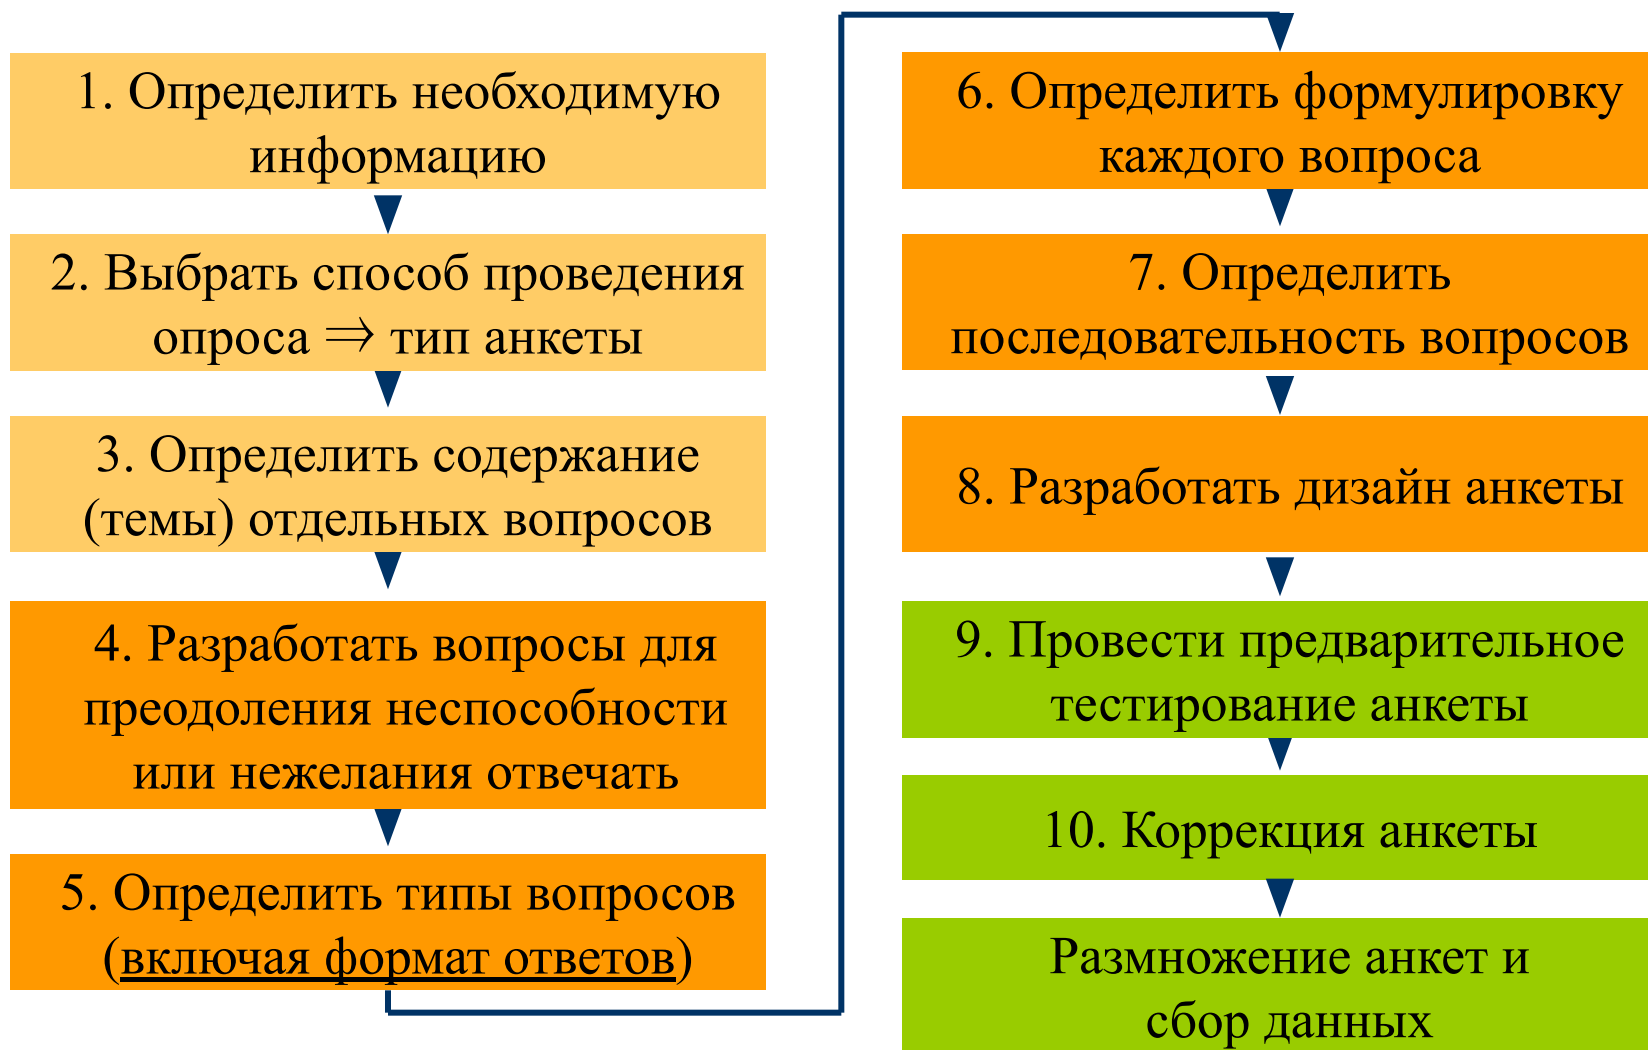 1. Определить необходимую
информацию
2. Выбрать способ проведения
опроса ⇒ тип анкеты
3. Определить содержание
(темы) отдельных вопросов
4. Разработать вопросы для
преодоления неспособности
или нежелания отвечать
5. Определить типы вопросов
(включая формат ответов)
6. Определить формулировку
каждого вопроса
7. Определить
последовательность вопросов
8. Разработать дизайн анкеты
9. Провести предварительное
тестирование анкеты
10. Коррекция анкеты
Размножение анкет и
сбор данных